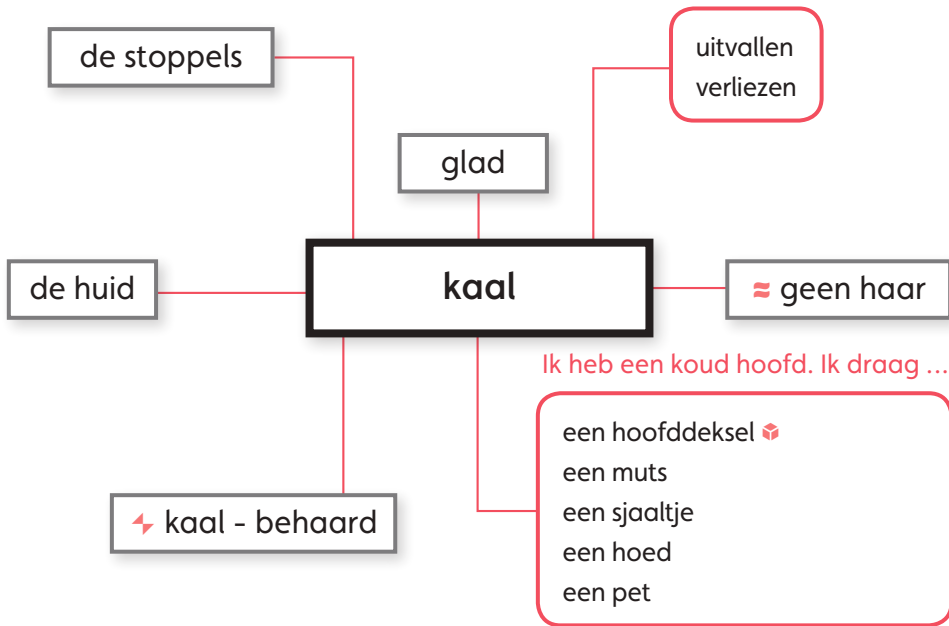 de stoppels
uitvallen
verliezen
glad
de huid
kaal
≈ geen haar
Ik heb een koud hoofd. Ik draag ...
een hoofddeksel
een muts
een sjaaltje
een hoed
een pet
kaal - behaard